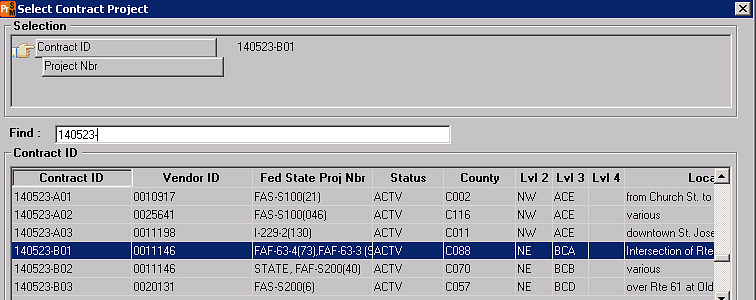 Select Contract Project
Selection
Contract ID 140523-B01
Project Nbr
Find : 140523-
Contract ID
Contract ID Vendor ID Fed State Proj Nbr Status County Lvl 2 Lvl 3 Lvl 4 Loca
140523-A01 0010917 FAS-S100(21) ACTV C002 NW ACE from Church St. to
140523-A02 0025641 FAS-S100(046) ACTV C116 NW ACE various
140523-A03 0011198 I-229-2(130) ACTV C011 NW ACE downtown St. Jose
140523-B01 0011146 FAF-63-4(73),FAF-63-3 (9 ACTV C088 NE BCA Intersection of Rte
140523-B02 0011146 STATE, FAF-S200(40) ACTV C070 NE BCB various
140523-B03 0020131 FAS-S200(6) ACTV C057 NE BCD over Rte 61 at Old